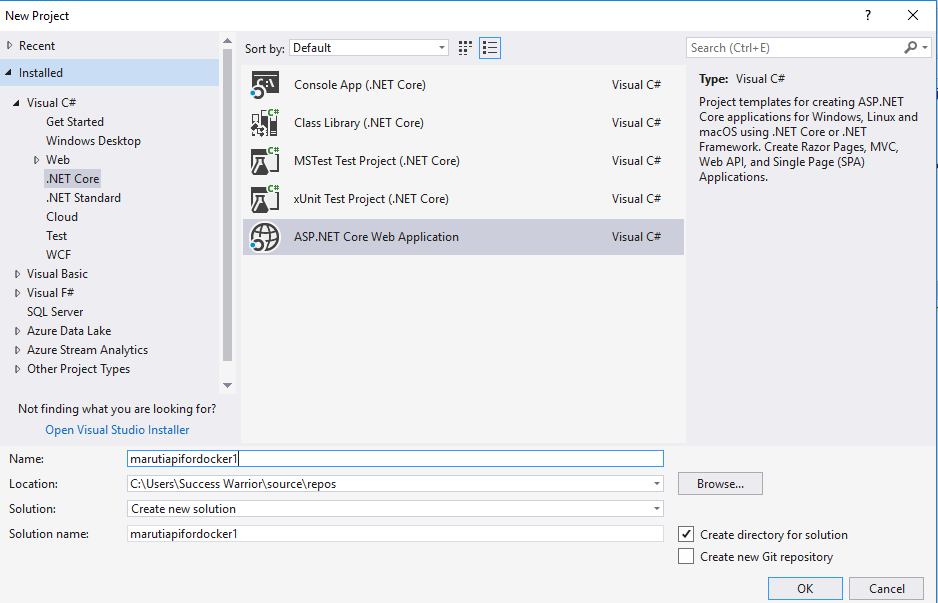 New Project
?
Recent
Installed
Visual C#
Get Started
Windows Desktop
Web
.NET Core
.NET Standard
Cloud
Test
WCF
Visual Basic
Visual F#
SQL Server
Azure Data Lake
Azure Stream Analytics
Other Project Types
Not finding what you are looking for?
Open Visual Studio Installer
Sort by: Default
Console App (.NET Core) Visual C#
Class Library (.NET Core) Visual C#
MSTest Test Project (.NET Core) Visual C#
xUnit Test Project (.NET Core) Visual C#
ASP.NET Core Web Application Visual C#
Search (Ctrl+E)
Type: Visual C#
Project templates for creating ASP.NET
Core applications for Windows, Linux and
macOS using .NET Core or .NET
Framework. Create Razor Pages, MVC,
Web API, and Single Page (SPA)
Applications.
Name: marutiapifordocker1
Location: C:\Users\Success Warrior\source\repos Browse...
Solution: Create new solution
Solution name: marutiapifordocker1
Create directory for solution
Create new Git repository
OK Cancel